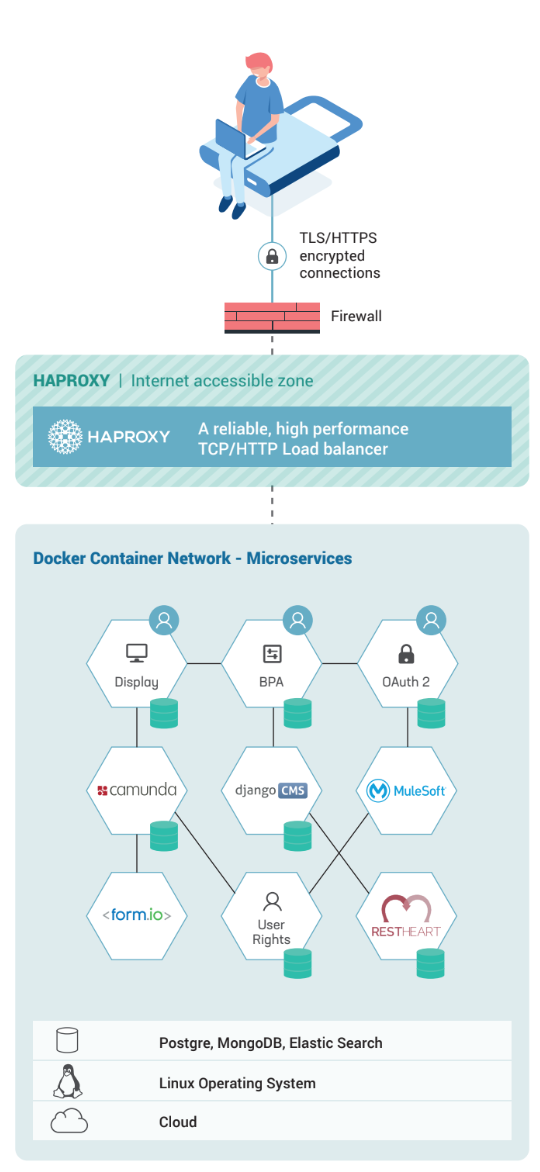 TLS/HTTPS
encrypted
connections
Firewall
HAPROXY | Internet accessible zone
HAPROXY
A reliable, high performance
TCP/HTTP Load balancer
Docker Container Network - Microservices
Display
BPA
OAuth 2
camunda
django CMS
MuleSoft
<form.io>
User
Rights
RESTHEART
Postgre, MongoDB, Elastic Search
Linux Operating System
Cloud